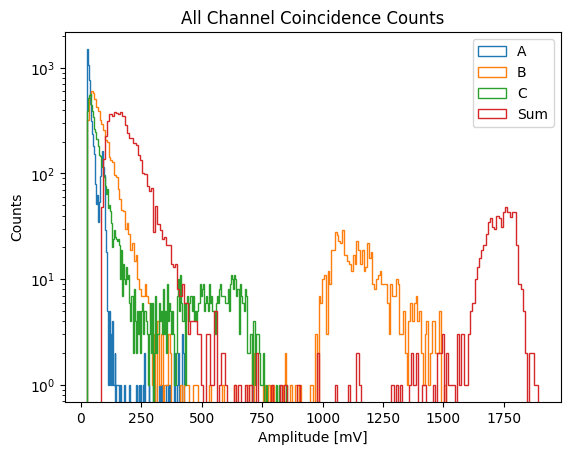 All Channel Coincidence Counts
A
B
C
Sum
Counts
10³
10²
10¹
10⁰
0 250 500 750 1000 1250 1500 1750
Amplitude [mV]